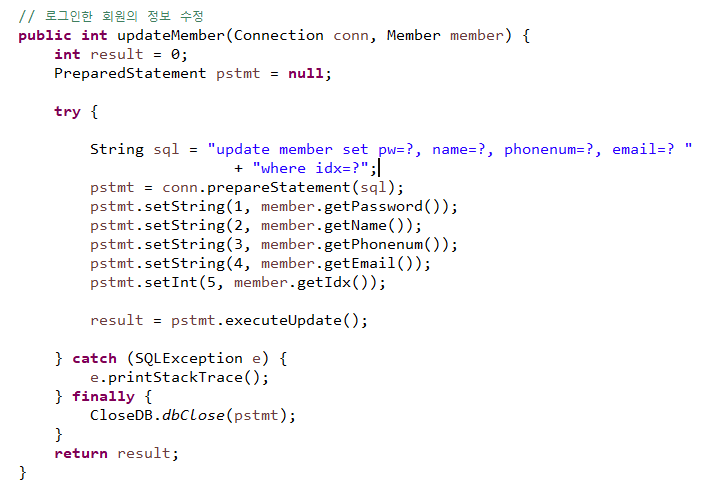 // 로그인한 회원의 정보 수정
public int updateMember(Connection conn, Member member) {
int result = 0;
PreparedStatement pstmt = null;
try {
String sql = "update member set pw=?, name=?, phonenum=?, email=? "
+ "where idx=?";
pstmt = conn.prepareStatement(sql);
pstmt.setString(1, member.getPassword());
pstmt.setString(2, member.getName());
pstmt.setString(3, member.getPhonenum());
pstmt.setString(4, member.getEmail());
pstmt.setInt(5, member.getIdx());
result = pstmt.executeUpdate();
} catch (SQLException e) {
e.printStackTrace();
} finally {
CloseDB.dbClose(pstmt);
}
return result;
}